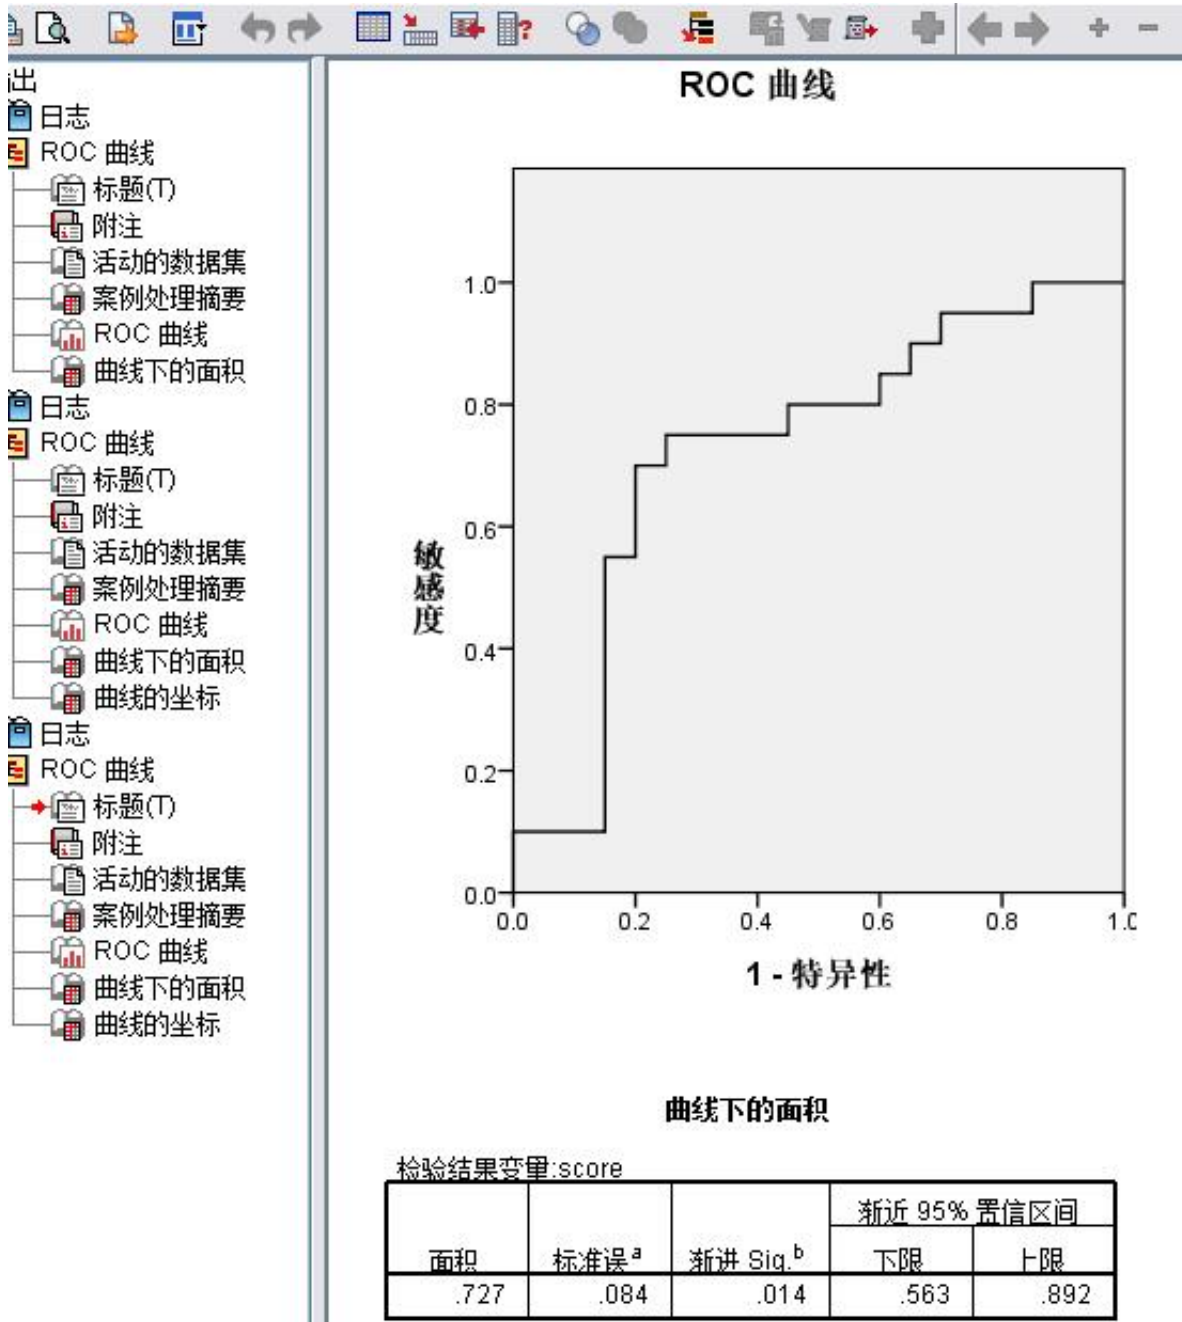 出
日志
ROC 曲线
标题(T)
附注
活动的数据集
案例处理摘要
ROC 曲线
曲线下的面积
日志
ROC 曲线
标题(T)
附注
活动的数据集
案例处理摘要
ROC 曲线
曲线下的面积
曲线的坐标
日志
ROC 曲线
标题(T)
附注
活动的数据集
案例处理摘要
ROC 曲线
曲线下的面积
曲线的坐标
ROC 曲线
1.0
0.8
0.6
0.4
0.2
0.0
敏感度
0.0 0.2 0.4 0.6 0.8 1.0
1 - 特异性
曲线下的面积
检验结果变量:score
渐近 95% 置信区间
面积 标准误a 渐进 Sig.b 下限 上限
.727 .084 .014 .563 .892